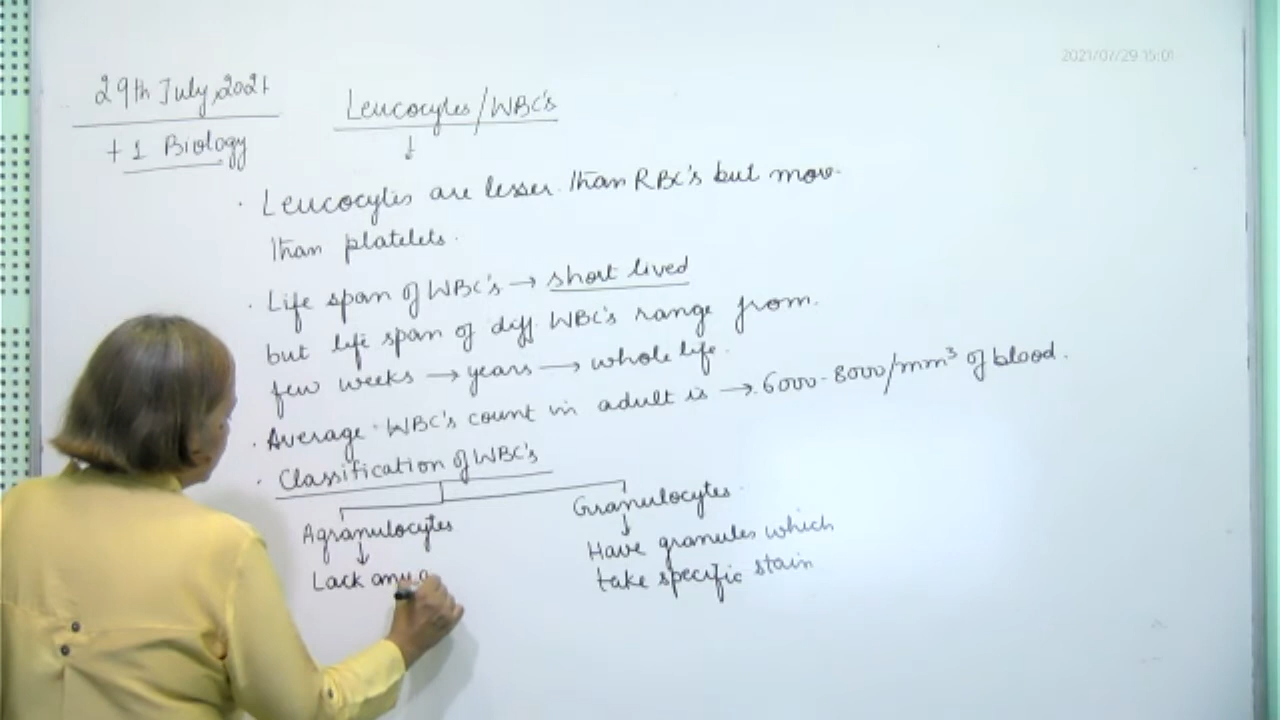 2021/07/29 15:01
29th July, 2021
+1 Biology
Leucocytes/WBC's
↓
· Leucocytes are lesser than RBC's but more
than platelets.
· Life span of WBC's → short lived
but life span of diff. WBC's range from
few weeks → years → whole life.
· Average WBC's count in adult is → 6000-8000/mm³ of blood.
· Classification of WBC's
Agranulocytes
↓
Lack any
Granulocytes
↓
Have granules which
take specific stain